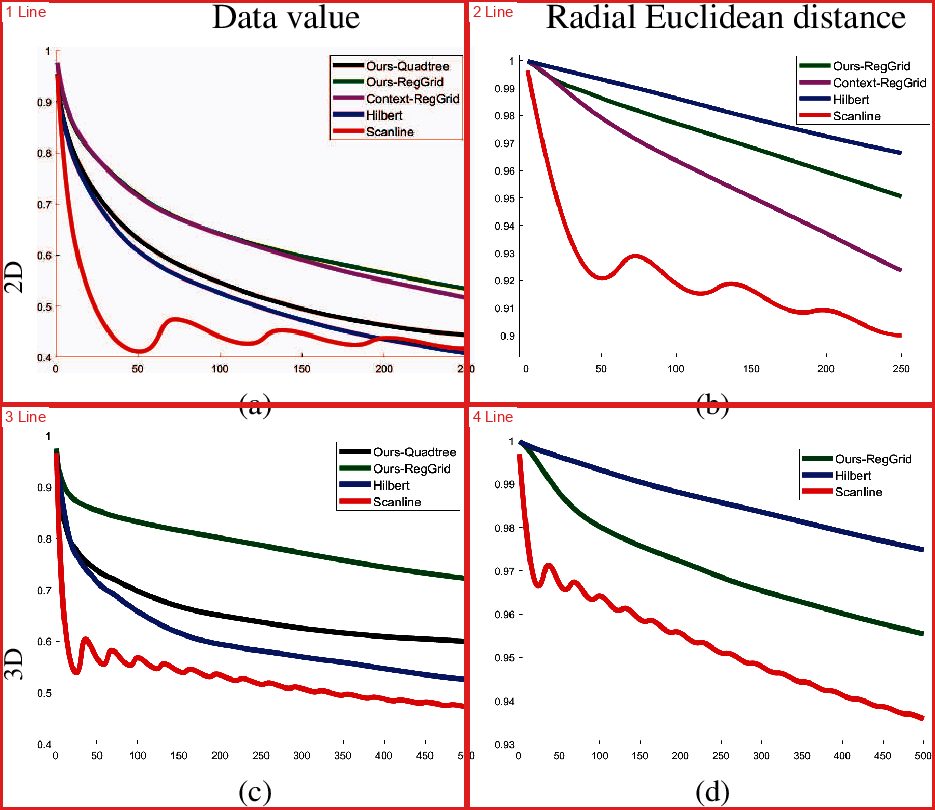 1 Line
Data value
2 Line
Radial Euclidean distance
1
0.9
0.8
0.7
0.6
0.5
0.4
0 50 100 150 200
Ours-Quadtree
Ours-RegGrid
Context-RegGrid
Hilbert
Scanline
2D
(a)
1
0.99
0.98
0.97
0.96
0.95
0.94
0.93
0.92
0.91
0.9
0 50 100 150 200 250
Ours-RegGrid
Context-RegGrid
Hilbert
Scanline
(b)
3 Line
1
0.9
0.8
0.7
0.6
0.5
0.4
0 50 100 150 200 250 300 350 400 450
Ours-Quadtree
Ours-RegGrid
Hilbert
Scanline
3D
(c)
4 Line
1
0.99
0.98
0.97
0.96
0.95
0.94
0.93
0 50 100 150 200 250 300 350 400 450 500
Ours-RegGrid
Hilbert
Scanline
(d)